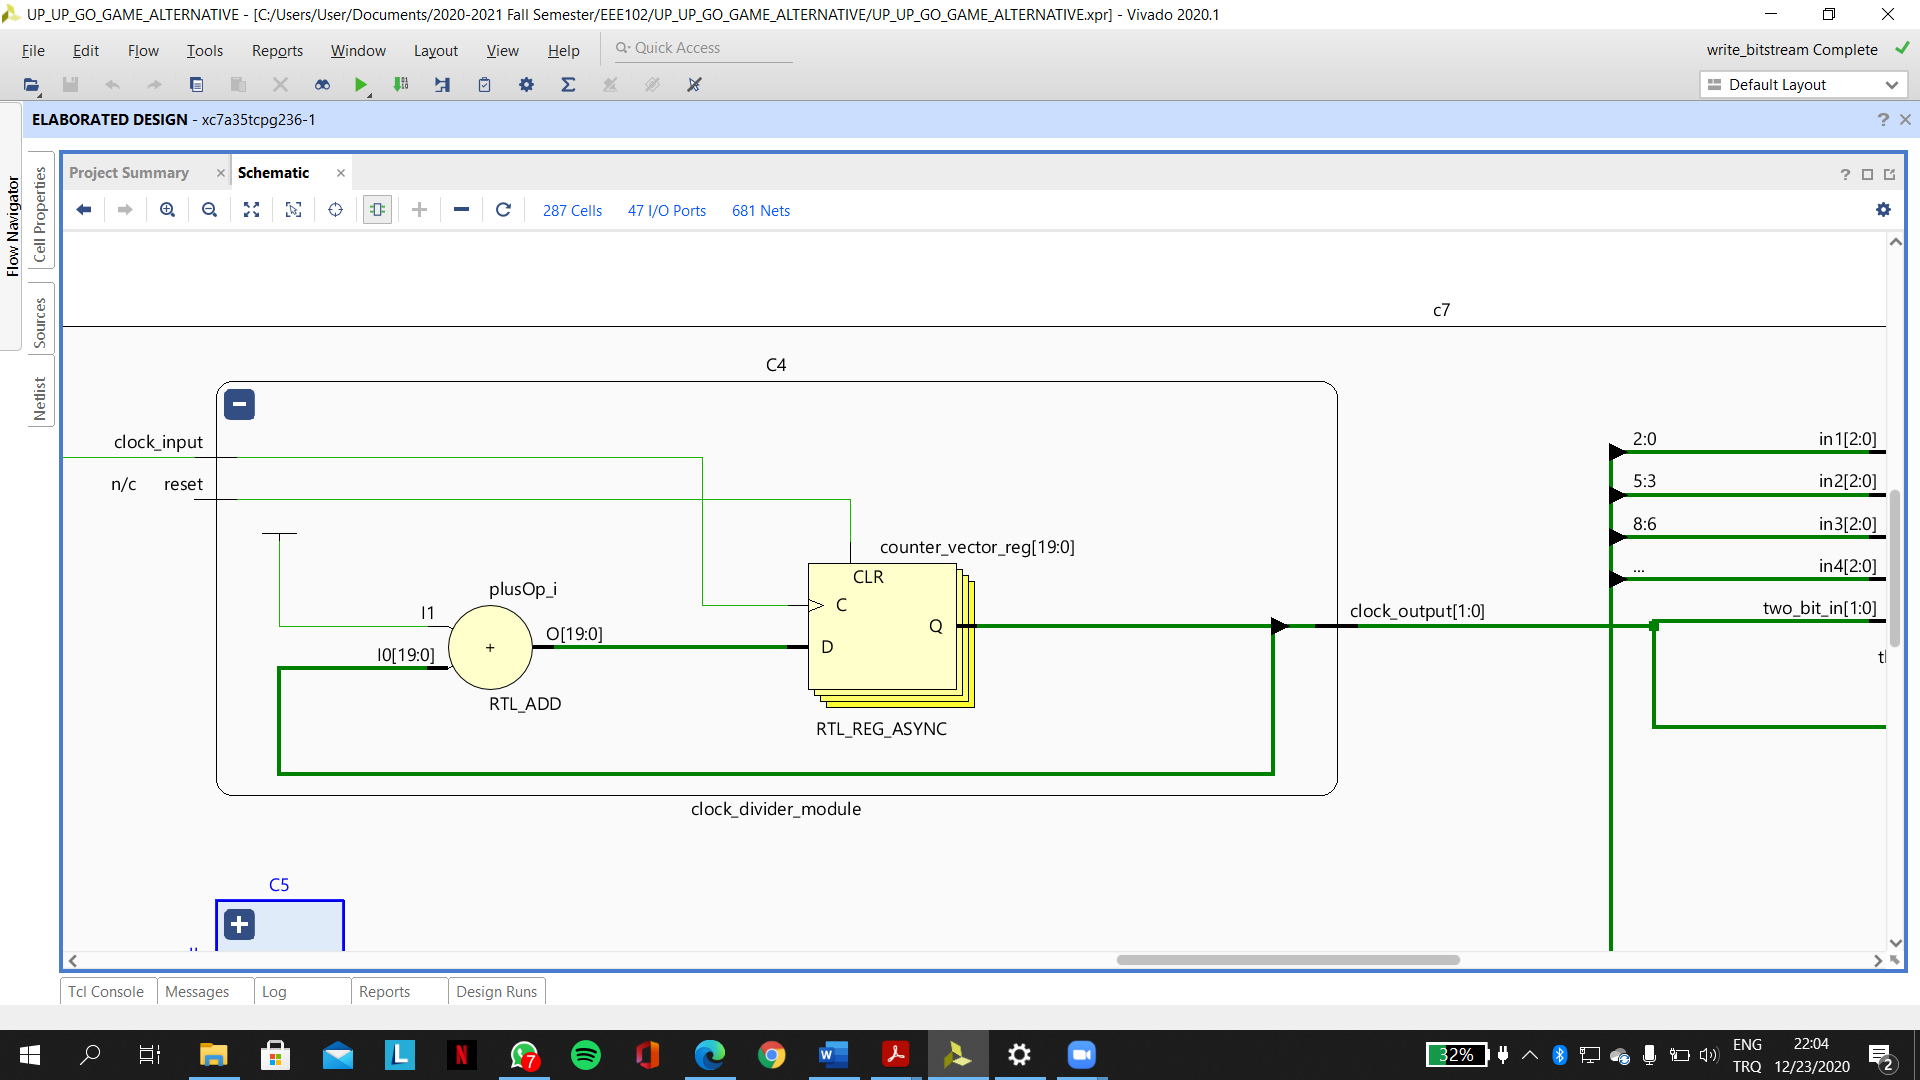 UP_UP_GO_GAME_ALTERNATIVE - [C:/Users/User/Documents/2020-2021 Fall Semester/EEE102/UP_UP_GO_GAME_ALTERNATIVE/UP_UP_GO_GAME_ALTERNATIVE.xpr] - Vivado 2020.1
File Edit Flow Tools Reports Window Layout View Help Quick Access
write_bitstream Complete
Default Layout
ELABORATED DESIGN - xc7a35tcpg236-1
Flow Navigator
Cell Properties
Sources
Netlist
Project Summary
Schematic
287 Cells 47 I/O Ports 681 Nets
c7
C4
clock_input
n/c reset
counter_vector_reg[19:0]
CLR
C
Q
D
RTL_REG_ASYNC
plusOp_i
I1
I0[19:0]
+
O[19:0]
RTL_ADD
clock_output[1:0]
clock_divider_module
2:0 in1[2:0]
5:3 in2[2:0]
8:6 in3[2:0]
... in4[2:0]
two_bit_in[1:0]
C5
Tcl Console Messages Log Reports Design Runs
7
32%
ENG
TRQ
22:04
12/23/2020
2